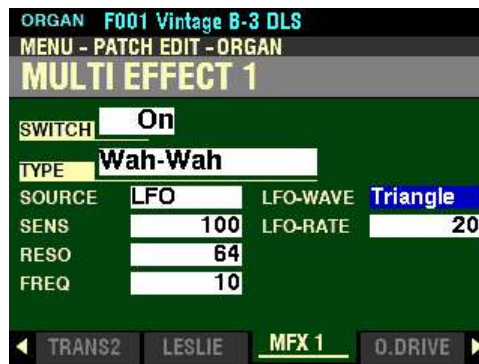 ORGAN F001 Vintage B-3 DLS
MENU - PATCH EDIT - ORGAN
MULTI EFFECT 1
SWITCH On
TYPE Wah-Wah
SOURCE LFO LFO-WAVE Triangle
SENS 100 LFO-RATE 20
RESO 64
FREQ 10
TRANS2 LESLIE MFX 1 O.DRIVE